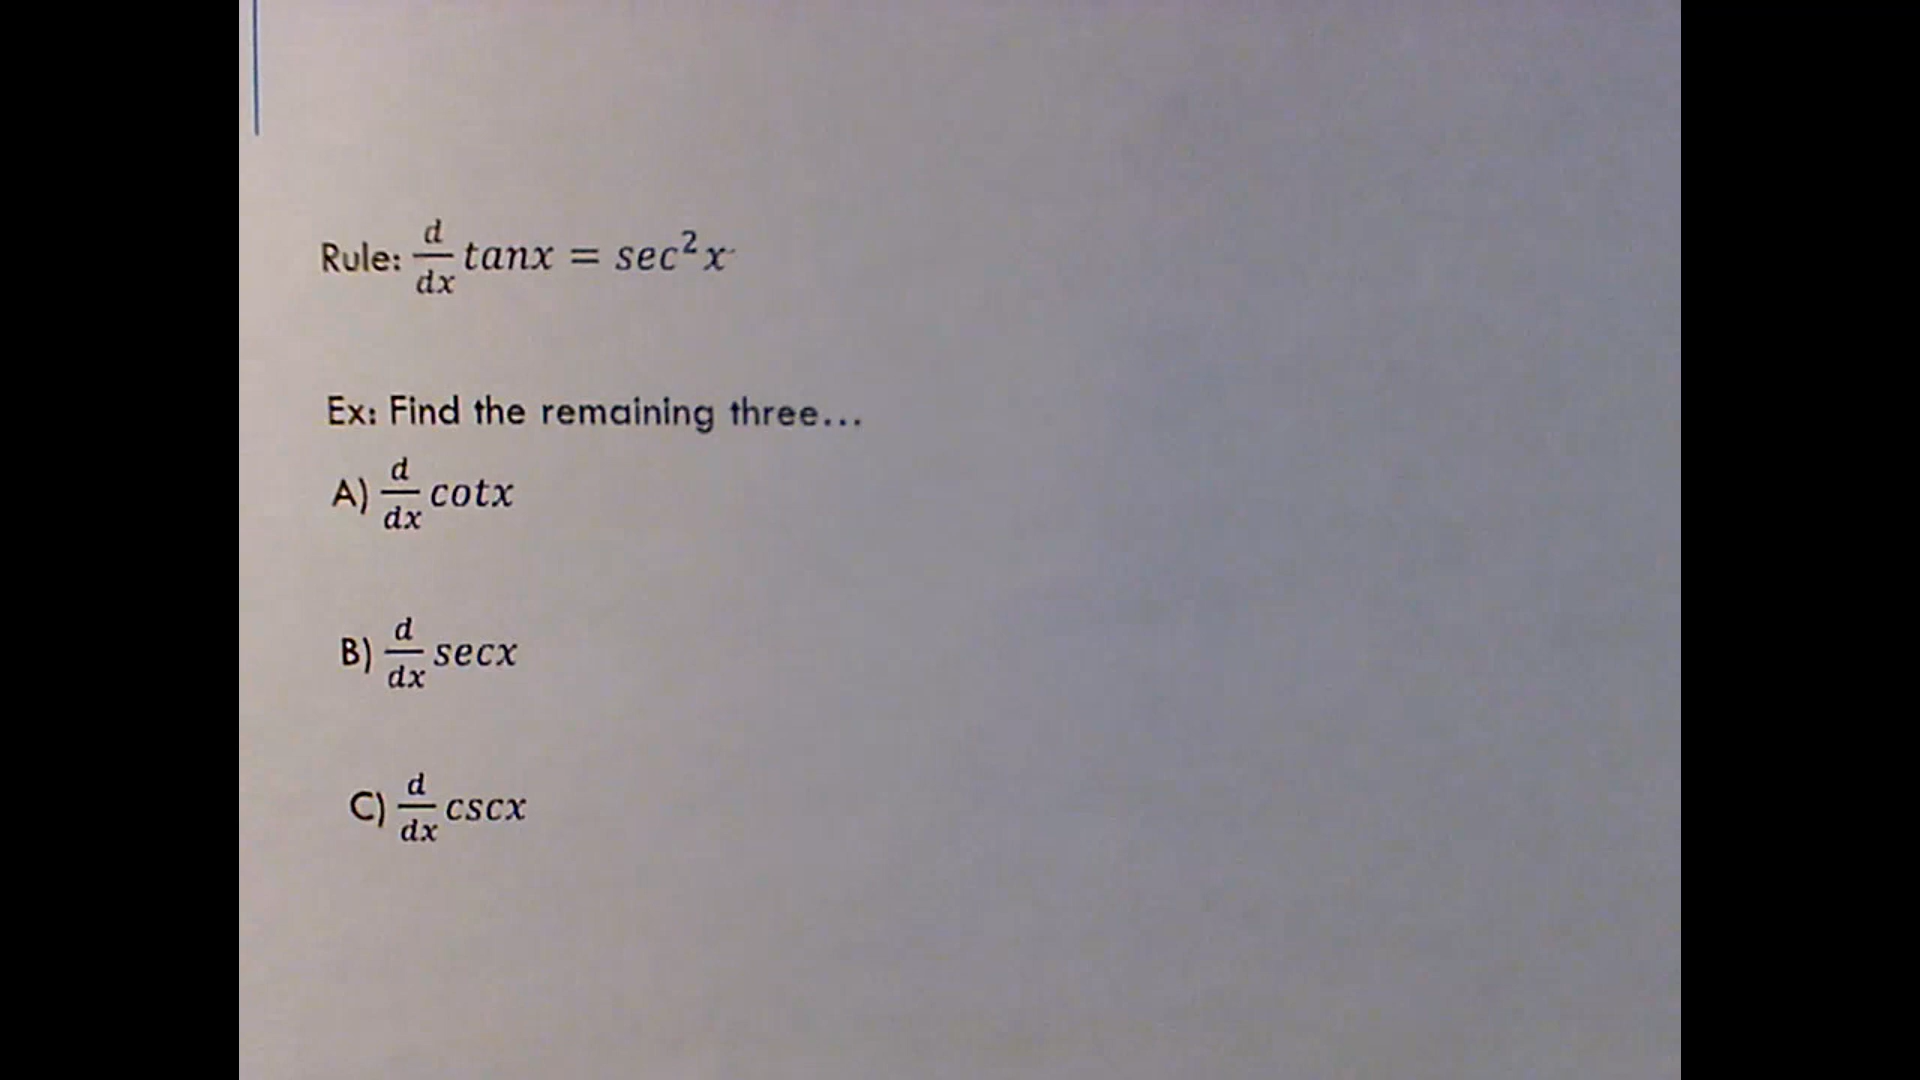 Rule: d/dx tanx = sec²x
Ex: Find the remaining three...
A) d/dx cotx
B) d/dx secx
C) d/dx cscx